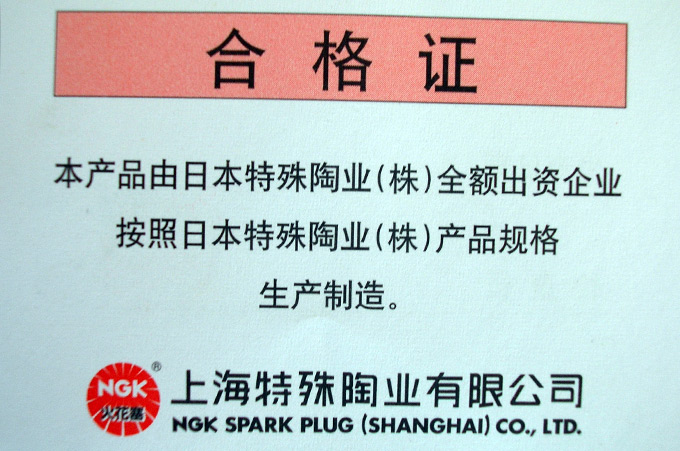 合格证
本产品由日本特殊陶业(株)全额出资企业
按照日本特殊陶业(株)产品规格
生产制造。
NGK
火花塞
®
上海特殊陶业有限公司
NGK SPARK PLUG (SHANGHAI) CO., LTD.